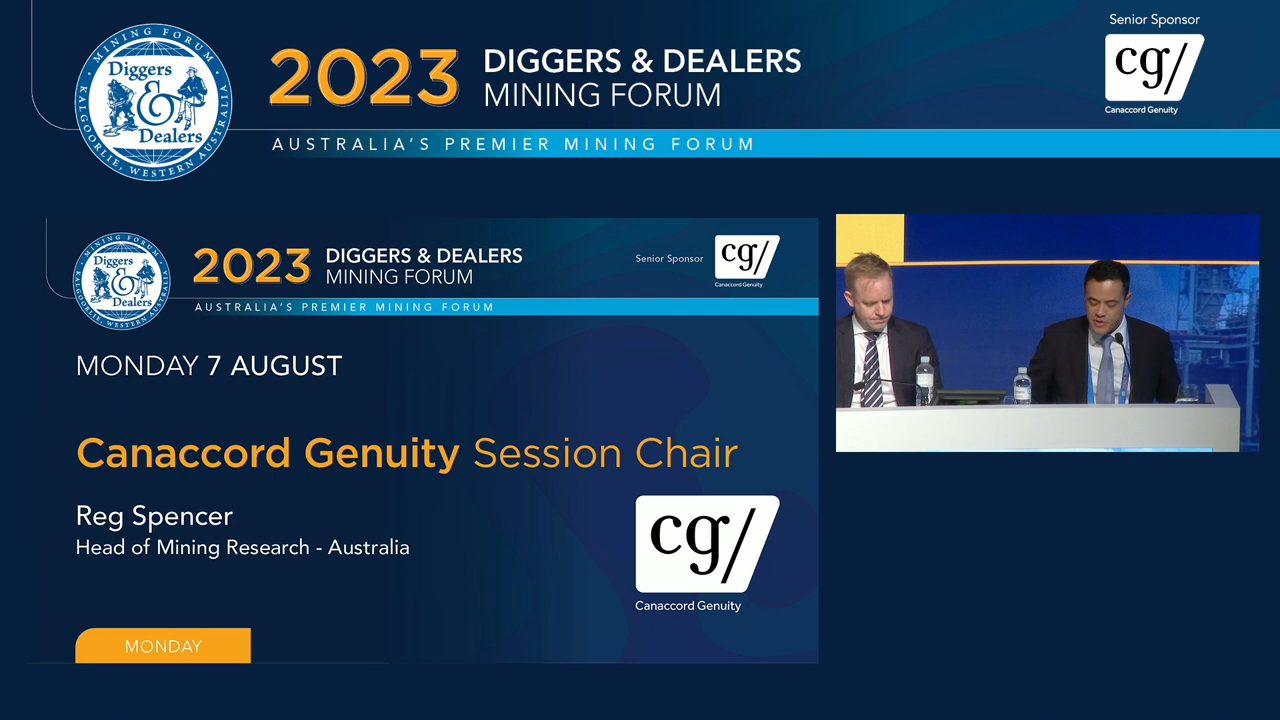 MINING FORUM
Diggers
&
Dealers
KALGOORLIE, WESTERN AUSTRALIA
2023 DIGGERS & DEALERS
MINING FORUM
AUSTRALIA'S PREMIER MINING FORUM
Senior Sponsor
cg/
Canaccord Genuity
MINING FORUM
Diggers
&
Dealers
KALGOORLIE, WESTERN AUSTRALIA
2023 DIGGERS & DEALERS
MINING FORUM
AUSTRALIA'S PREMIER MINING FORUM
Senior Sponsor
cg/
Canaccord Genuity
MONDAY 7 AUGUST
Canaccord Genuity Session Chair
Reg Spencer
Head of Mining Research - Australia
cg/
Canaccord Genuity
MONDAY